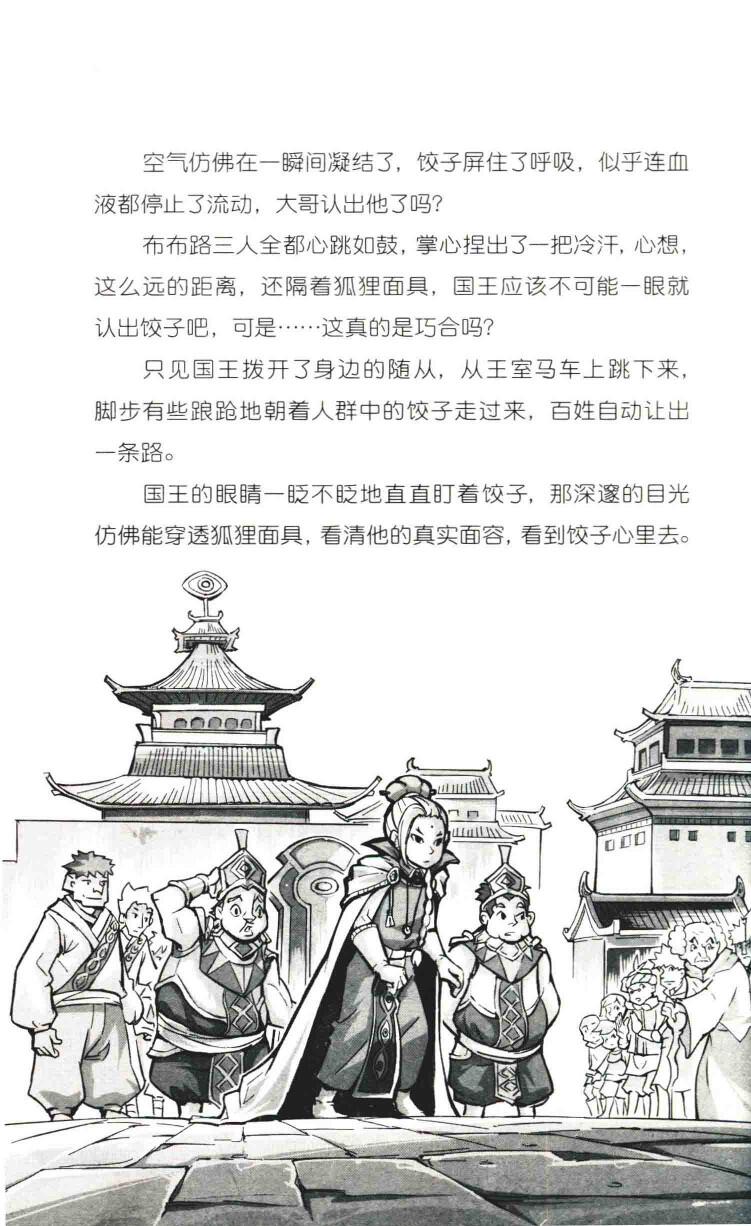 空气仿佛在一瞬间凝结了，饺子屏住了呼吸，似乎连血
液都停止了流动，大哥认出他了吗？
布布路三人全都心跳如鼓，掌心捏出了一把冷汗，心想，
这么远的距离，还隔着狐狸面具，国王应该不可能一眼就
认出饺子吧，可是……这真的是巧合吗？
只见国王拨开了身边的随从，从王室马车上跳下来，
脚步有些踉跄地朝着人群中的饺子走过来，百姓自动让出
一条路。
国王的眼睛一眨不眨地直直盯着饺子，那深邃的目光
仿佛能穿透狐狸面具，看清他的真实面容，看到饺子心里去。